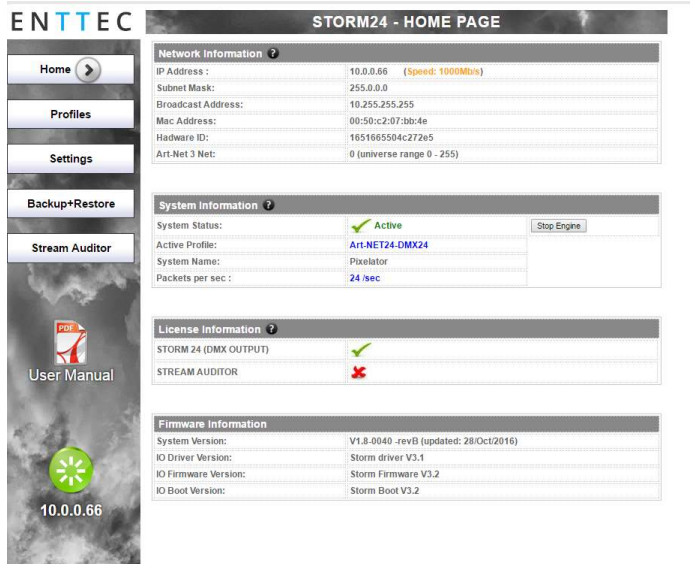 ENTTEC
STORM24 - HOME PAGE
Home
Profiles
Settings
Backup+Restore
Stream Auditor
PDF
User Manual
10.0.0.66
Network Information ?
IP Address : 10.0.0.66 (Speed: 1000Mb/s)
Subnet Mask: 255.0.0.0
Broadcast Address: 10.255.255.255
Mac Address: 00:50:c2:07:bb:4e
Hadware ID: 1651665504c272e5
Art-Net 3 Net: 0 (universe range 0 - 255)
System Information ?
System Status: Active Stop Engine
Active Profile: Art-NET24-DMX24
System Name: Pixelator
Packets per sec : 24 /sec
License Information ?
STORM 24 (DMX OUTPUT)
STREAM AUDITOR
Firmware Information
System Version: V1.8-0040 -revB (updated: 28/Oct/2016)
IO Driver Version: Storm driver V3.1
IO Firmware Version: Storm Firmware V3.2
IO Boot Version: Storm Boot V3.2